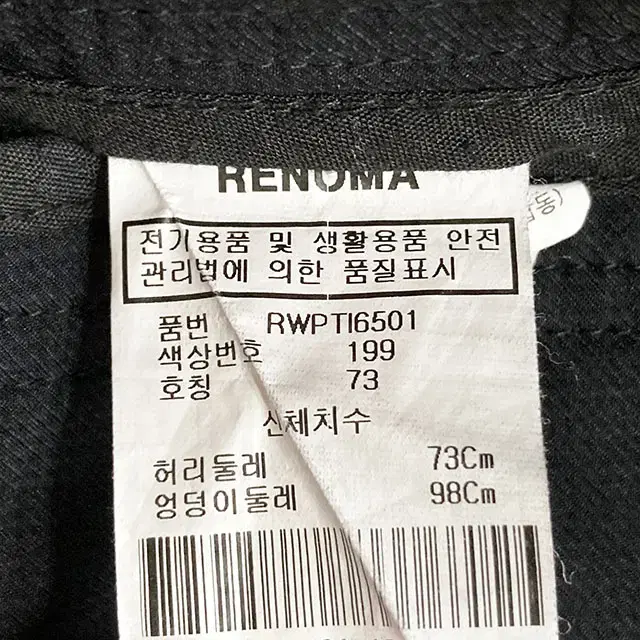 RENOMA
전기용품 및 생활용품 안전
관리법에 의한 품질표시
품번 RWPTI6501
색상번호 199
호칭 73
신체치수
허리둘레 73Cm
엉덩이둘레 98Cm